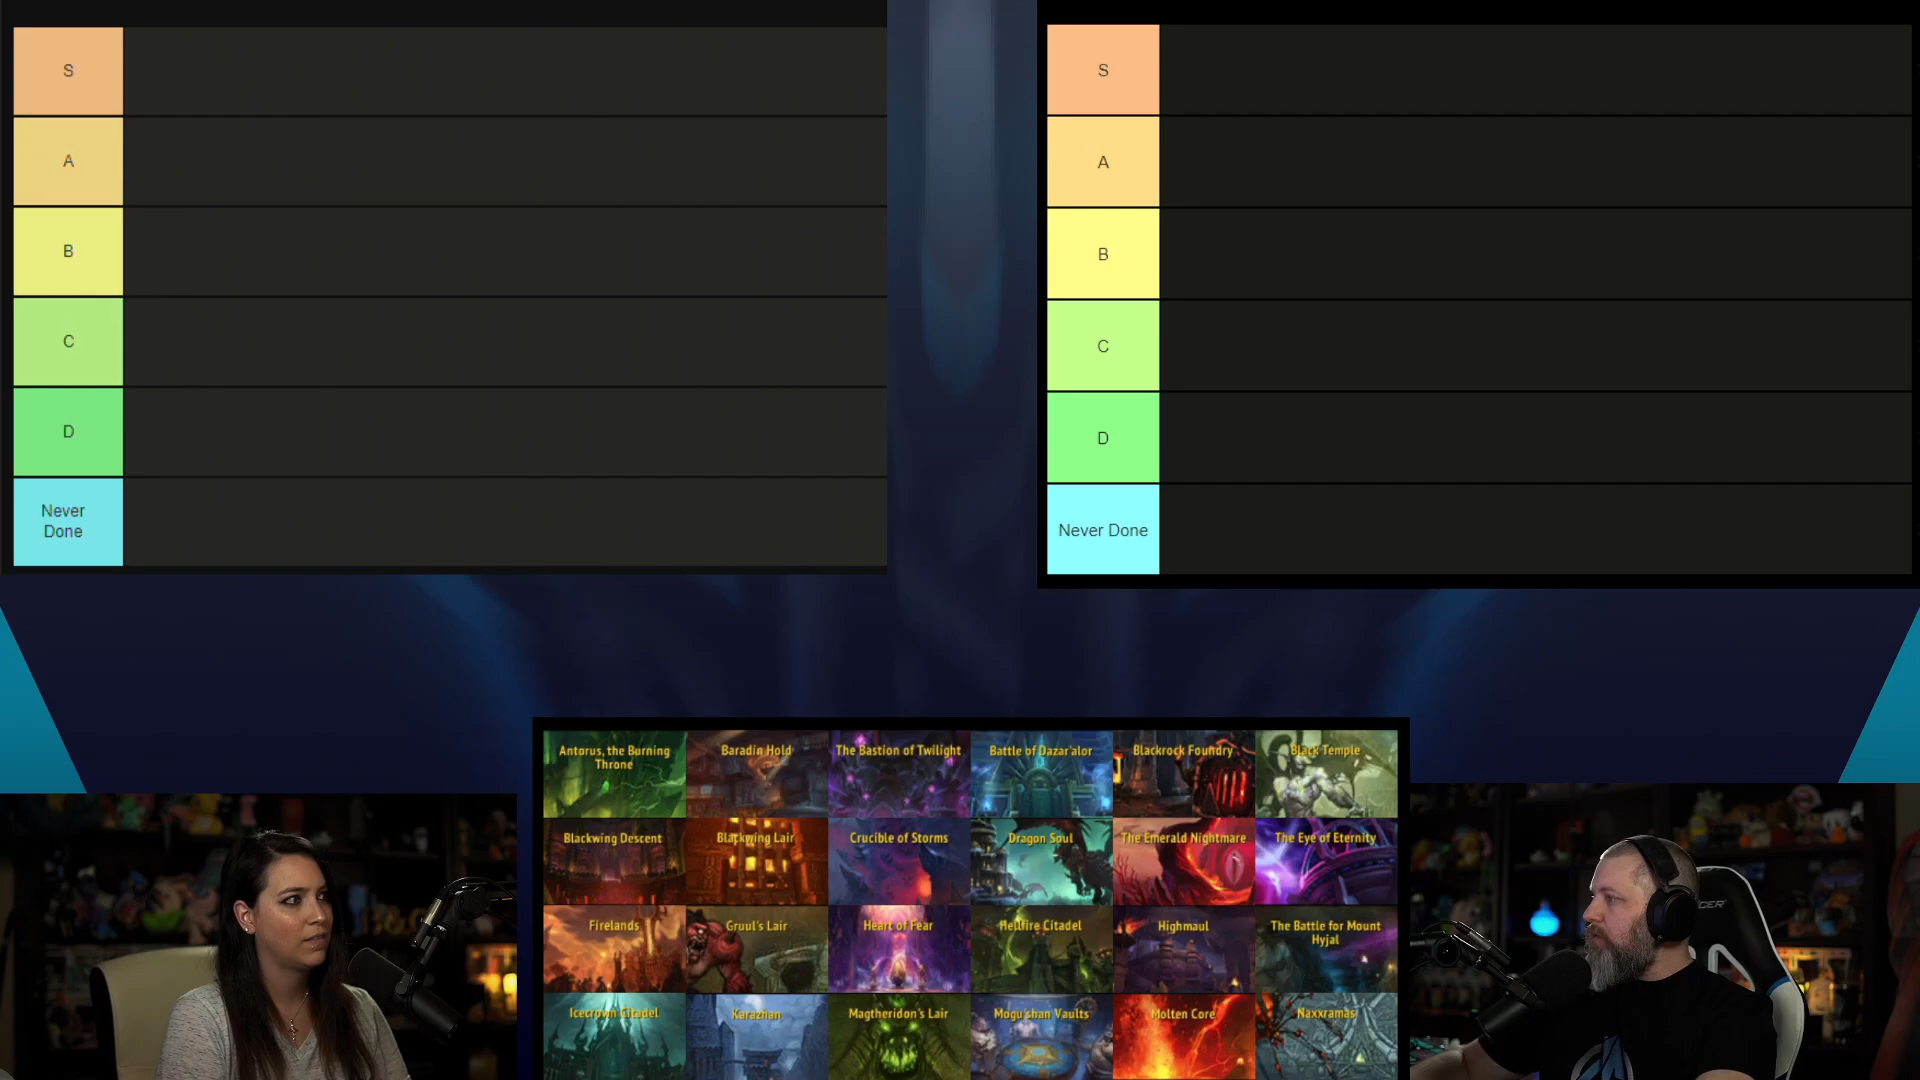 S
A
B
C
D
Never
Done
S
A
B
C
D
Never Done
Antorus, the Burning
Throne
Baradin Hold
The Bastion of Twilight
Battle of Dazar'alor
Blackrock Foundry
Black Temple
Blackwing Descent
Blackwing Lair
Crucible of Storms
Dragon Soul
The Emerald Nightmare
The Eye of Eternity
Firelands
Gruul's Lair
Heart of Fear
Hellfire Citadel
Highmaul
The Battle for Mount
Hyjal
Icecrown Citadel
Karazhan
Magtheridon's Lair
Mogu'shan Vaults
Molten Core
Naxxramas